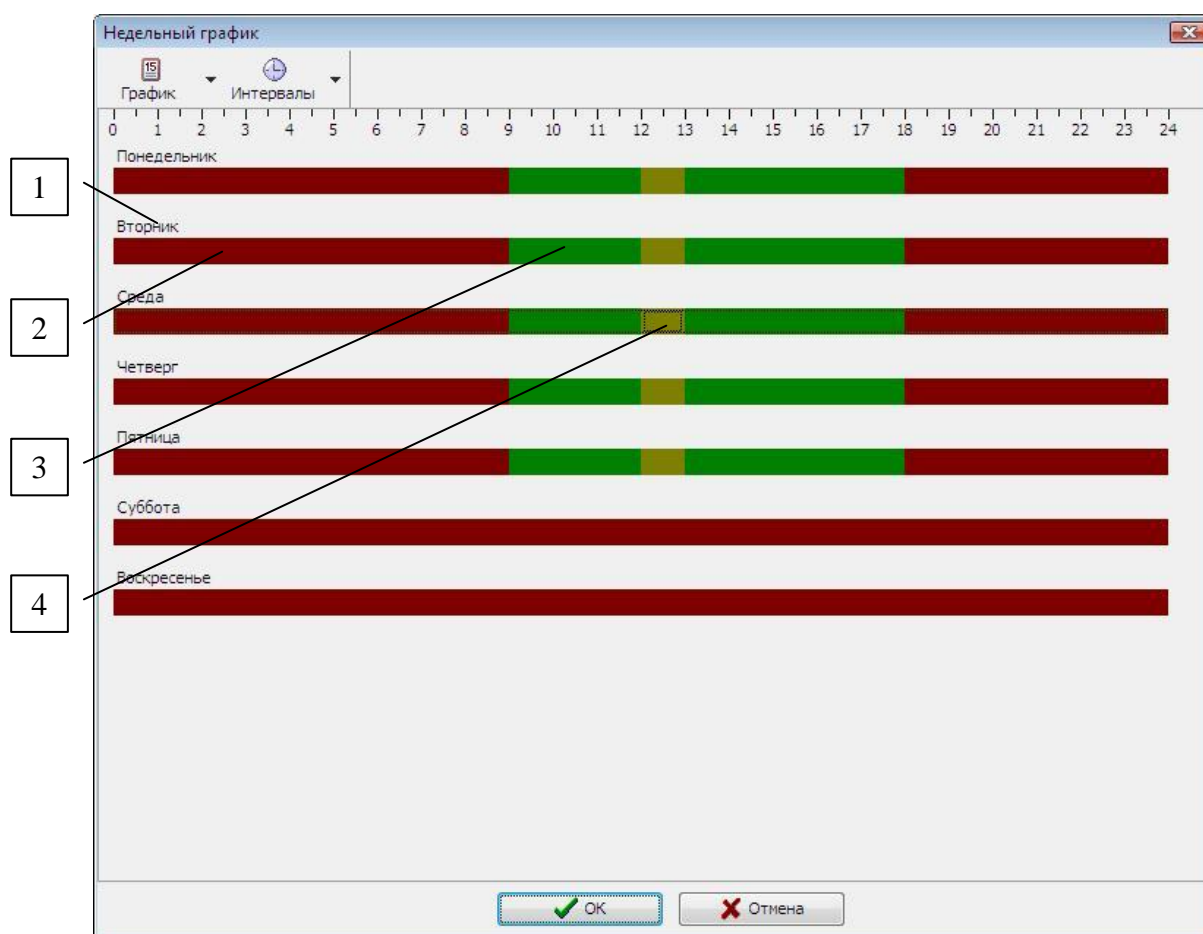 Недельный график
График Интервалы
0 1 2 3 4 5 6 7 8 9 10 11 12 13 14 15 16 17 18 19 20 21 22 23 24
Понедельник
1
Вторник
2
Среда
Четверг
3
Пятница
Суббота
4
Воскресенье
OK Отмена